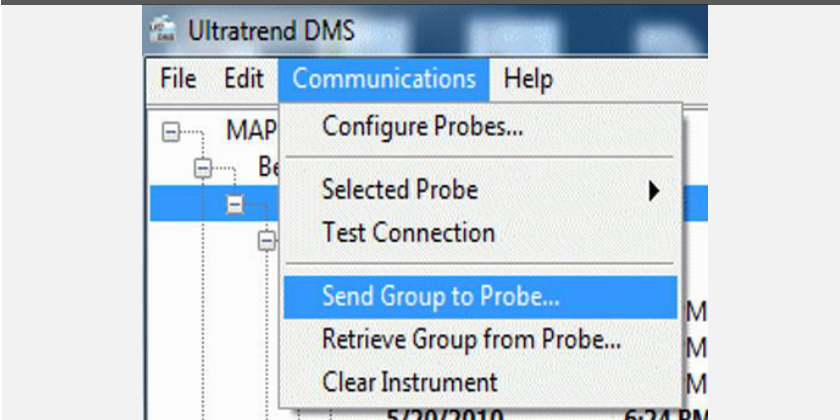 Ultratrend DMS
File Edit Communications Help
MAP
Configure Probes...
Be
Selected Probe
Test Connection
Send Group to Probe...
M
Retrieve Group from Probe...
M
Clear Instrument
M
5/20/2010 6:24 PM